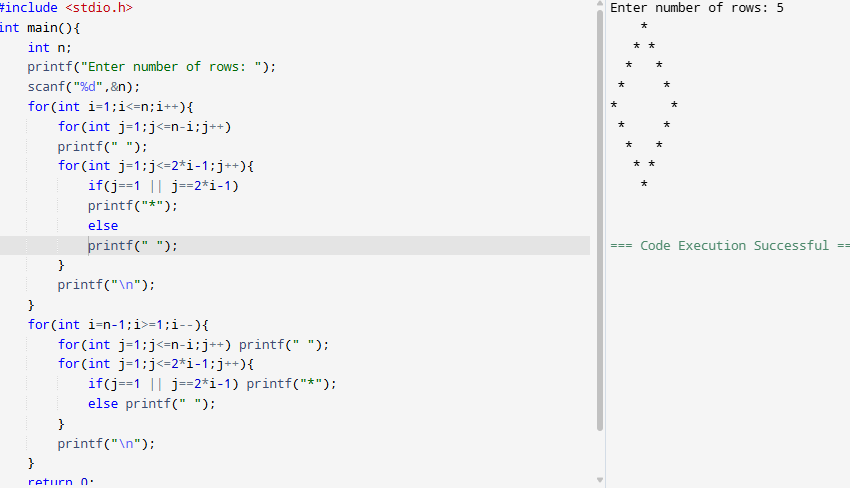 #include <stdio.h>
int main(){
    int n;
    printf("Enter number of rows: ");
    scanf("%d",&n);
    for(int i=1;i<=n;i++){
        for(int j=1;j<=n-i;j++)
        printf(" ");
        for(int j=1;j<=2*i-1;j++){
            if(j==1 || j==2*i-1)
            printf("*");
            else
            printf(" ");
        }
        printf("\n");
    }
    for(int i=n-1;i>=1;i--){
        for(int j=1;j<=n-i;j++) printf(" ");
        for(int j=1;j<=2*i-1;j++){
            if(j==1 || j==2*i-1) printf("*");
            else printf(" ");
        }
        printf("\n");
    }
    return 0;
Enter number of rows: 5
    *
   * *
  *   *
 *     *
*       *
 *     *
  *   *
   * *
    *
=== Code Execution Successful ==